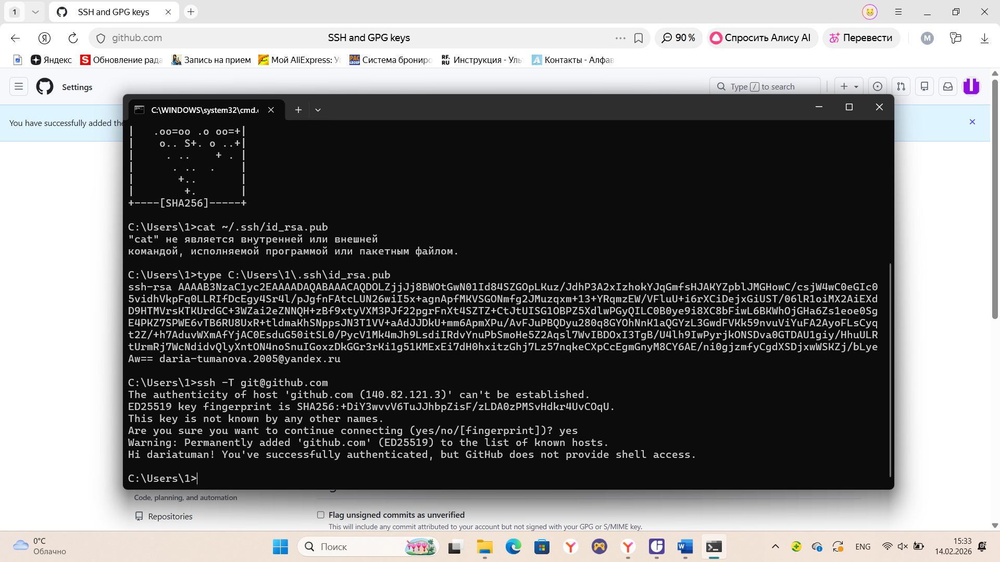 1
SSH and GPG keys
github.com
SSH and GPG keys
90 %
Спросить Алису AI
Перевести
M
Яндекс
Обновление рада
Запись на прием
Мой AliExpress: У
Система брониро
Инструкция - Уль
Контакты - Алфав
Settings
Type / to search
You have successfully added the
C:\WINDOWS\system32\cmd.
|   .oo=oo .o oo=+|
|    o.. S+. o ..+|
|     . ..    + . |
|      . ..  .    |
|       +..       |
|        +.       |
+----[SHA256]-----+
C:\Users\1>cat ~/.ssh/id_rsa.pub
"cat" не является внутренней или внешней
командой, исполняемой программой или пакетным файлом.
C:\Users\1>type C:\Users\1\.ssh\id_rsa.pub
ssh-rsa AAAAB3NzaC1yc2EAAAADAQABAAACAQDOLZjjJj8BWOtGwN01Id84SZGOpLKuz/JdhP3A2xIzhokYJqGmfsHJAKYZpblJMGHowC/csjW4wC0eGIc0
5vidhVkpFq0LLRIfDcEgy4Sr4l/pJgfnFAtcLUN26wiI5x+agnApfMKVSGONmfg2JMuzqxm+13+YRqmzEW/VFluU+i6rXCiDejxGiUST/06lR1oiMX2AiEXd
D9HTMVrsKTKUrdGC+3WZai2eZNNQH+zBf9xtyVXM3PJf22pgrFnXt4SZTZ+CtJtUISG1OBPZ5XdlwPGyQILC0B0ye9i8XC8bFiwL6BKWhOjGHa6Zs1eoe0Sg
E4PKZ7SPWE6vTB6RU8UxR+tldmaKhSNppsJN3T1VV+aAdJJDkU+mm6ApmXPu/AvFJuPBQDyu280q8GYOhNnK1aQGYzL3GwdFVKk59nvuViYuFA2AyoFLsCyq
t2Z/+h7AduvWXmAfYjAC0EsduG50itSL0/PycV1Mk4mJh9LsdiIRdvYnuPbSmoHe5Z2Aqsl7WvIBDOxI3TgB/U4lh9IwPyrjkONSDva0GTDAU1giy/HhuULR
tUrmRj7WcNdidvQlyXntON4noSnuIGoxzDkGGr3rKi1g51KMExEi7dH0hxitzGhj7Lz57nqkeCXpCcEgmGnyM8CY6AE/ni0gjzmfyCgdXSDjxwWSKZj/bLye
Aw== daria-tumanova.2005@yandex.ru
C:\Users\1>ssh -T git@github.com
The authenticity of host 'github.com (140.82.121.3)' can't be established.
ED25519 key fingerprint is SHA256:+DiY3wvvV6TuJJhbpZisF/zLDA0zPMSvHdkr4UvCOqU.
This key is not known by any other names.
Are you sure you want to continue connecting (yes/no/[fingerprint])? yes
Warning: Permanently added 'github.com' (ED25519) to the list of known hosts.
Hi dariatuman! You've successfully authenticated, but GitHub does not provide shell access.
C:\Users\1>
Code, planning, and automation
Repositories
Flag unsigned commits as unverified
This will include any commit attributed to your account but not signed with your GPG or S/MIME key.
0°C
Облачно
Поиск
ENG
15:33
14.02.2026